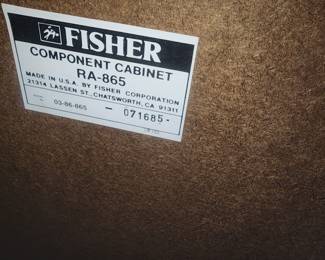 FISHER
COMPONENT CABINET
RA-865
MADE IN U.S.A. BY FISHER CORPORATION
21314 LASSEN ST., CHATSWORTH, CA 91311
03-86-865 - 071685-